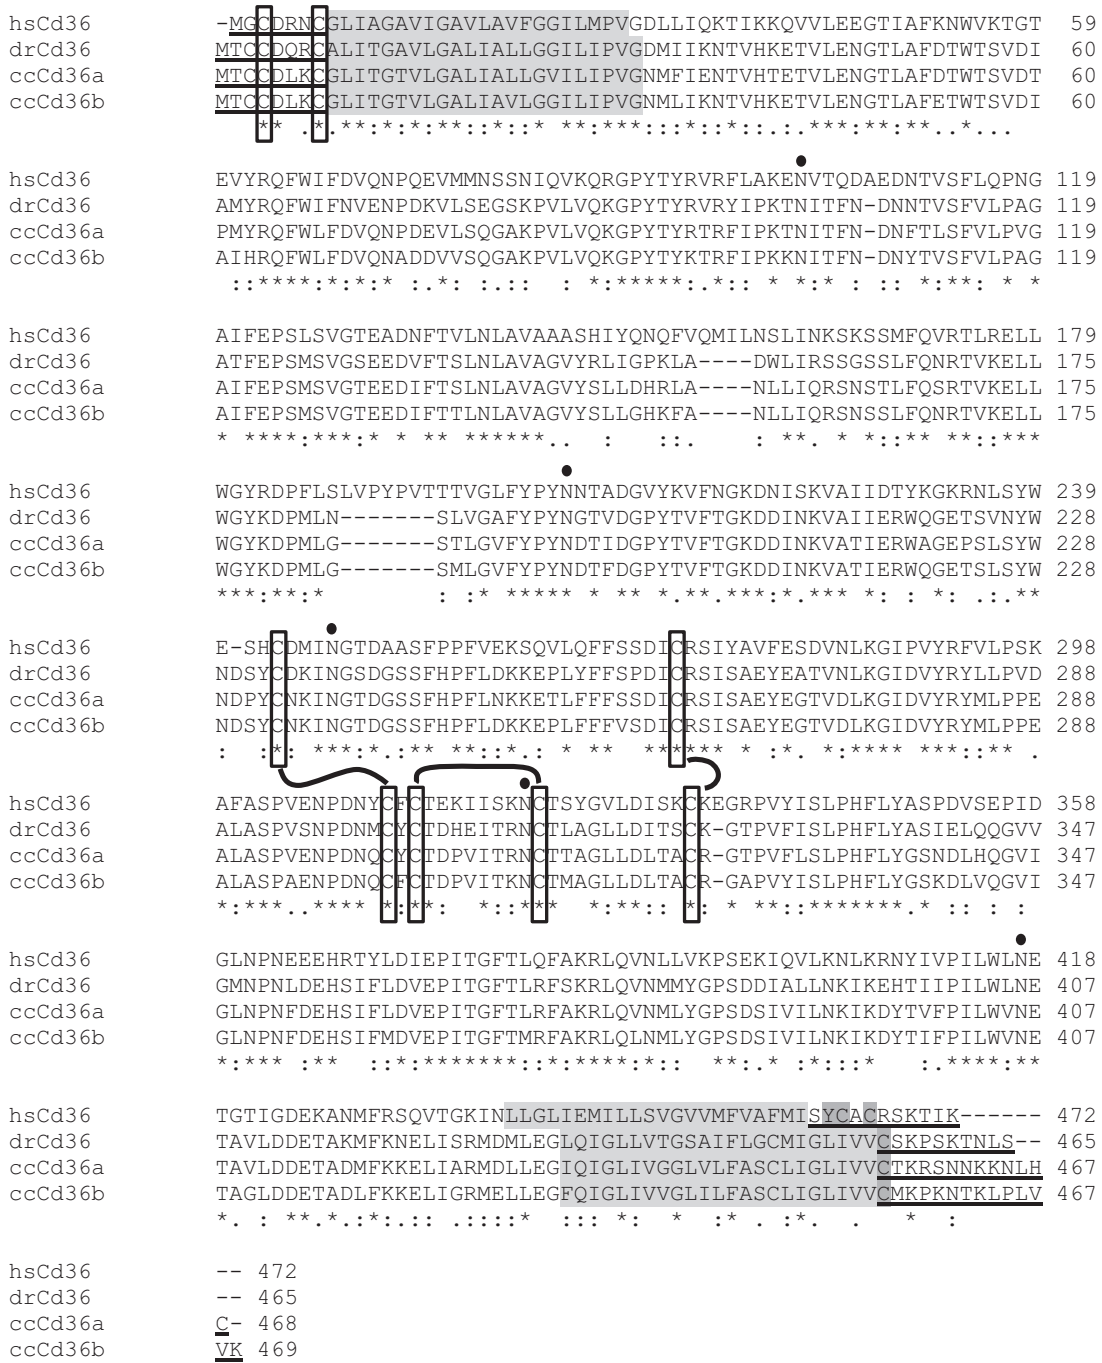 hsCd36 -MGCDRNCGLIAGAVIGAVLAVFGGILMPVGDLLIQKTIKKQVVLEEGTIAFKNWVKTGT 59
drCd36 MTCCDQRCALITGAVLGALIAILGGILIPVGDMIIKNTVHKETVLENGTLAFDTWTSVDI 60
ccCd36a MTCCDLKCGLITGTVLGALIALLGVILIPVGNMFIENTVHTETVLENGTLAFDTWTSVDT 60
ccCd36b MTCCDLKCGLITGTVLGALIAVLGGILIPVGNMLIKNTVHKETVLENGTLAFETWTSVDI 60
** .*.**:*:**::**::*:: **:****:::*::*:.:.***:**:**..*...
hsCd36 EVYRQFWIFDVQNPQEVMMNSSNIQVKQRGPYTYRVRFLAKENVTQDAEDNTVSFLQPNG 119
drCd36 AMYRQFWIFNVENPDKVLSEGSKPVLVQKGPYTYRVRYIPKTNITFN-DNNTVSFVLPAG 119
ccCd36a PMYRQFWLFDVQNPDEVLSQGAKPVLVQKGPYTYRTRFIPKTNITFN-DNFTLSFVLPVG 119
ccCd36b AIHRQFWLFDVQNADDVVSQGAKPVLVQKGPYTYKTRFIPKKNITFN-DNYTVSFVLPAG 119
::****:*:*:* :.*: :.:: : *:*****:.*:: * *:* : :: *:**: * *
hsCd36 AIFEPSLSVGTEADNFTVLNLAVAAASHIYQNQFVQMILNSLINKSKSSMFQVRTLRELL 179
drCd36 ATFEPSMSVGSEEDVFTSLNLAVAGVYRLIGPKLA----DWLIRSSGSSLFQNRTVKELL 175
ccCd36a AIFEPSMSVGTEEDIFTSLNLAVAGVYSLLDHRLA----NLLIQRSNSTLFQSRTVKELL 175
ccCd36b AIFEPSMSVGTEEDIFTTLNLAVAGVYSLLGHKFA----NLLIQRSNSSLFQNRTVKELL 175
* ****:***:* * ** ******.. : ::. : **. * *::** **::***
hsCd36 WGYRDPFLSLVPYPVTTTVGLFYPYNNTADGVYKVFNGKDNISKVAIIDTYKGKRNLSYW 239
drCd36 WGYKDPMLN-------SLVGAFYPYNGTVDGPYTVFTGKDDINKVAIIERWQGETSVNYW 228
ccCd36a WGYKDPMLG-------STLGVFYPYNDTIDGPYTVFTGKDDINKVATIERWAGEPSLSYW 228
ccCd36b WGYKDPMLG-------SMLGVFYPYNDTFDGPYTVFTGKDDINKVATIERWQGETSLSYW 228
***:**:* : :* ***** * ** *.**.***:*.*** *: : *: .:.**
hsCd36 E-SHCDMINGTDAASFPPFVEKSQVLQFFSSDICRSIYAVFESDVNLKGIPVYRFVLPSK 298
drCd36 NDSYCDKINGSDGSSFHPFLDKKEPLYFFSPDICRSISAEYEATVNLKGIDVYRYLLPVD 288
ccCd36a NDPYCNKINGTDGSSFHPFLNKKETLFFFSSDICRSISAEYEGTVDLKGIDVYRYMLPPE 288
ccCd36b NDSYCNKINGTDGSSFHPFLDKKEPLFFFVSDICRSISAEYEGTVDLKGIDVYRYMLPPE 288
: :*: ***:*.:** **::*.: * ** ****** * :*. *:**** ***::** .
hsCd36 AFASPVENPDNYCFCTEKIISKNCTSYGVLDISKCKEGRPVYISLPHFLYASPDVSEPID 358
drCd36 ALASPVSNPDNMCYCTDHEITRNCTLAGLLDITSCK-GTPVFISLPHFLYASIELQQGVV 347
ccCd36a ALASPVENPDNQCYCTDPVITRNCTTAGLLDLTACR-GTPVFLSLPHFLYGSNDLHQGVI 347
ccCd36b ALASPAENPDNQCFCTDPVITKNCTMAGLLDLTACR-GAPVYISLPHFLYGSKDLVQGVI 347
*:***..**** *:**: *::*** *:**:: *: * **::*******.* :: : :
hsCd36 GLNPNEEEHRTYLDIEPITGFTLQFAKRLQVNLLVKPSEKIQVLKNLKRNYIVPILWLNE 418
drCd36 GMNPNLDEHSIFLDVEPITGFTLRFSKRLQVNMMYGPSDDIALLNKIKEHTIIPILWLNE 407
ccCd36a GLNPNFDEHSIFLDVEPITGFTLRFAKRLQVNMLYGPSDSIVILNKIKDYTVFPILWVNE 407
ccCd36b GLNPNFDEHSIFMDVEPITGFTMRFAKRLQLNMLYGPSDSIVILNKIKDYTIFPILWVNE 407
*:*** :** ::*:*******::*:****:*:: **:.* :*:::* :.****:**
hsCd36 TGTIGDEKANMFRSQVTGKINLLGLIEMILLSVGVVMFVAFMISYCACRSKTIK------ 472
drCd36 TAVLDDETAKMFKNELISRMDMLEGLQIGLLVTGSAIFLGCMIGLIVVCSKPSKTNLS-- 465
ccCd36a TAVLDDETADMFKKELIARMDLLEGIQIGLIVGGLVLFASCLIGLIVVCTKRSNNKKNLH 467
ccCd36b TAGLDDETADLFKKELIGRMELLEGFQIGLIVVGLILFASCLIGLIVVCMKPKNTKLPLV 467
*. : **.*.:*:.:: .::::* ::: *: * :* . :*. . * :
hsCd36 -- 472
drCd36 -- 465
ccCd36a C- 468
ccCd36b VK 469